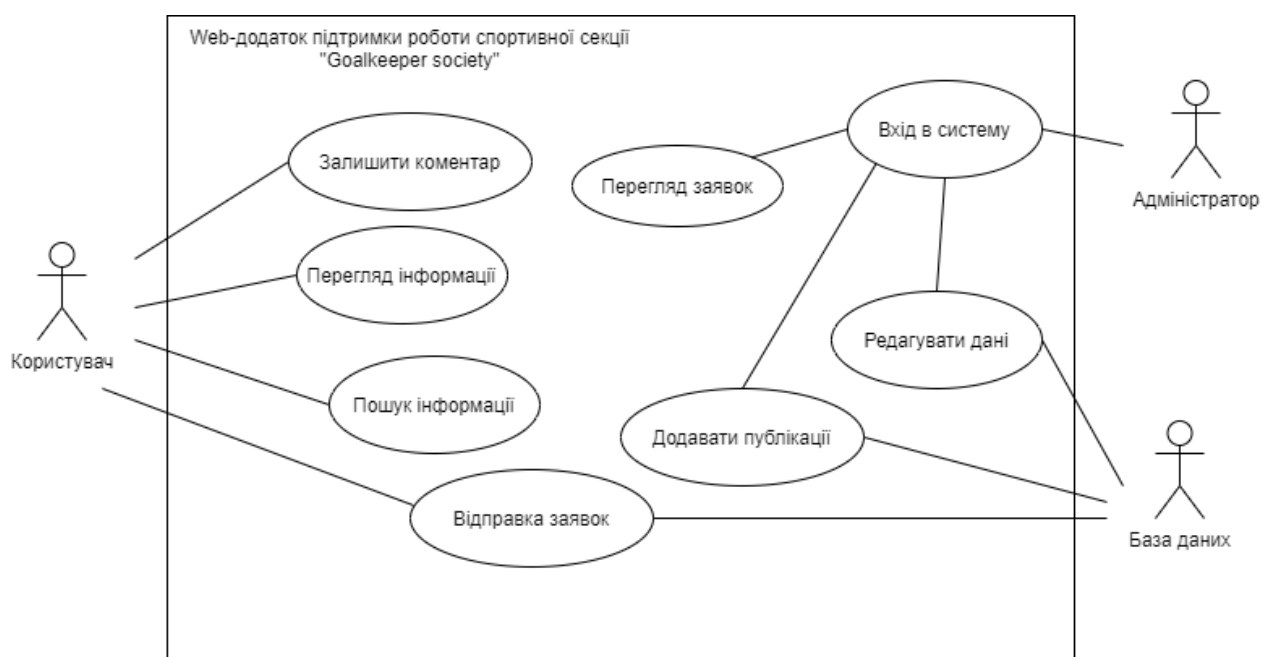 Web-додаток підтримки роботи спортивної секції
"Goalkeeper society"
Вхід в систему
Залишити коментар
Перегляд заявок
Адміністратор
Перегляд інформації
Користувач
Редагувати дані
Пошук інформації
Додавати публікації
Відправка заявок
База даних